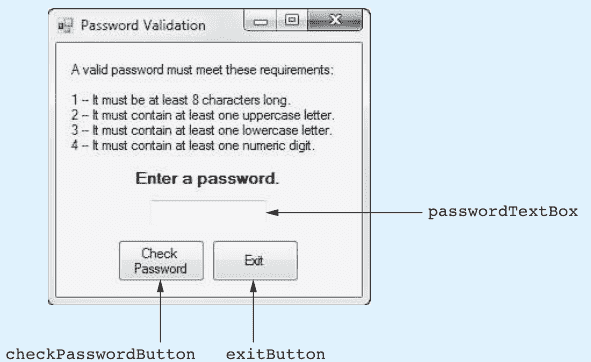 Password Validation
A valid password must meet these requirements:
1 -- It must be at least 8 characters long.
2 -- It must contain at least one uppercase letter.
3 -- It must contain at least one lowercase letter.
4 -- It must contain at least one numeric digit.
Enter a password.
passwordTextBox
Check
Password
Exit
checkPasswordButton
exitButton